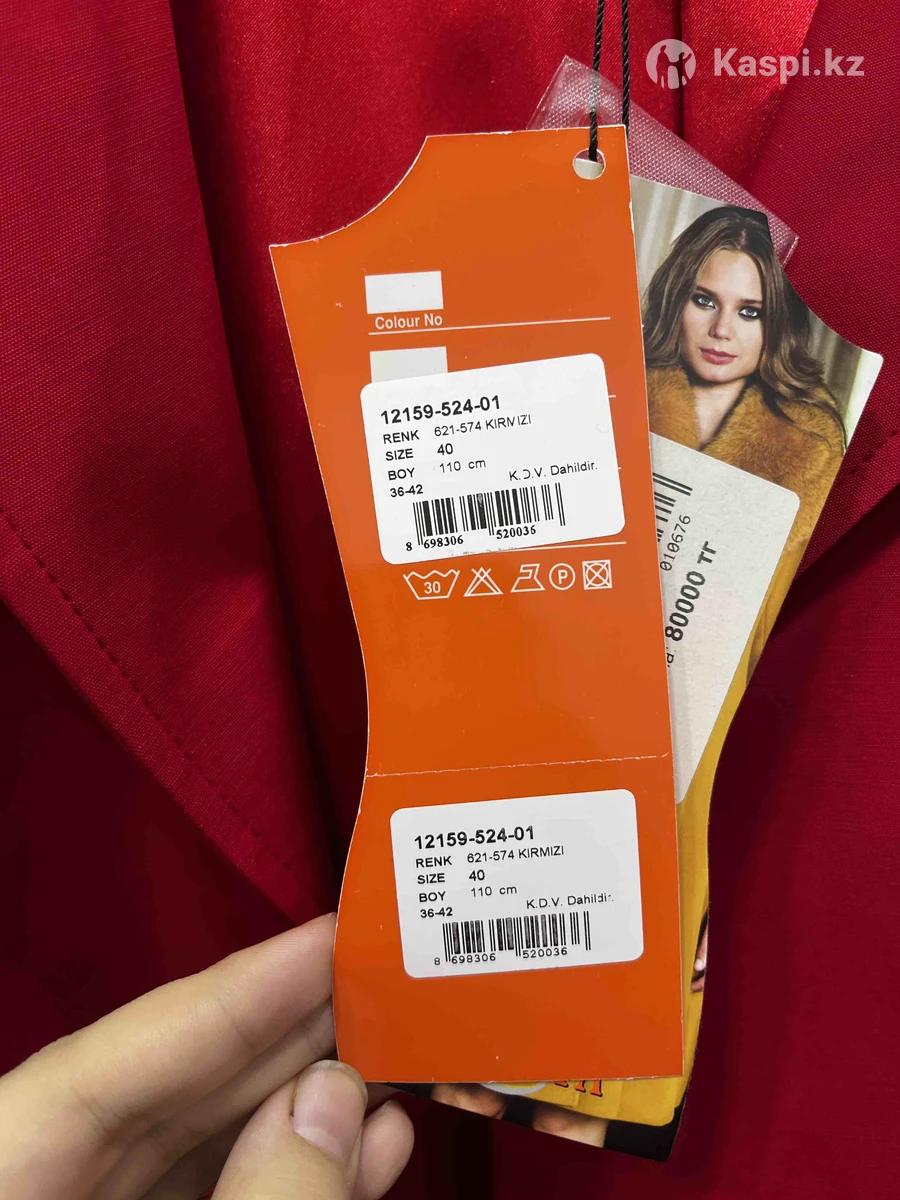 Kaspi.kz
Colour No
12159-524-01
RENK 621-574 KIRMIZI
SIZE 40
BOY 110 cm
36-42 K.D.V. Dahildir.
8 698306 520036
30
P
010676
80000 тг
12159-524-01
RENK 621-574 KIRMIZI
SIZE 40
BOY 110 cm
36-42 K.D.V. Dahildir.
8 698306 520036